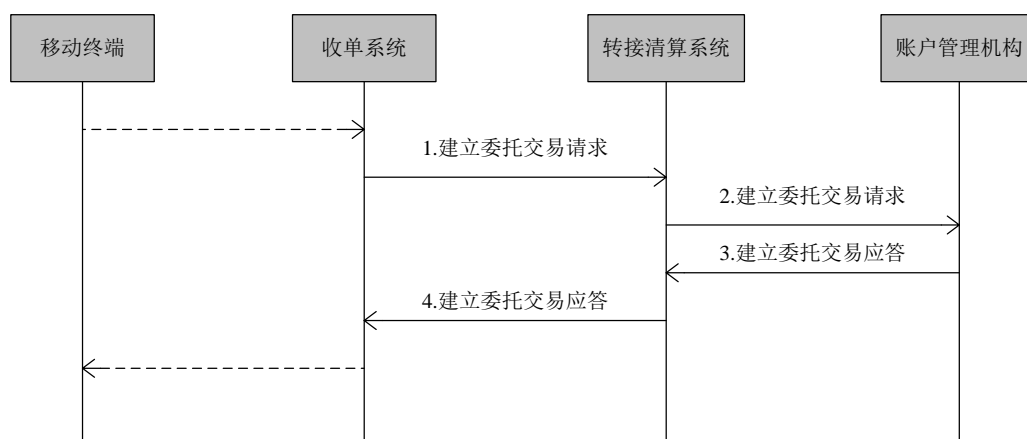 移动终端
收单系统
转接清算系统
账户管理机构
1.建立委托交易请求
2.建立委托交易请求
3.建立委托交易应答
4.建立委托交易应答